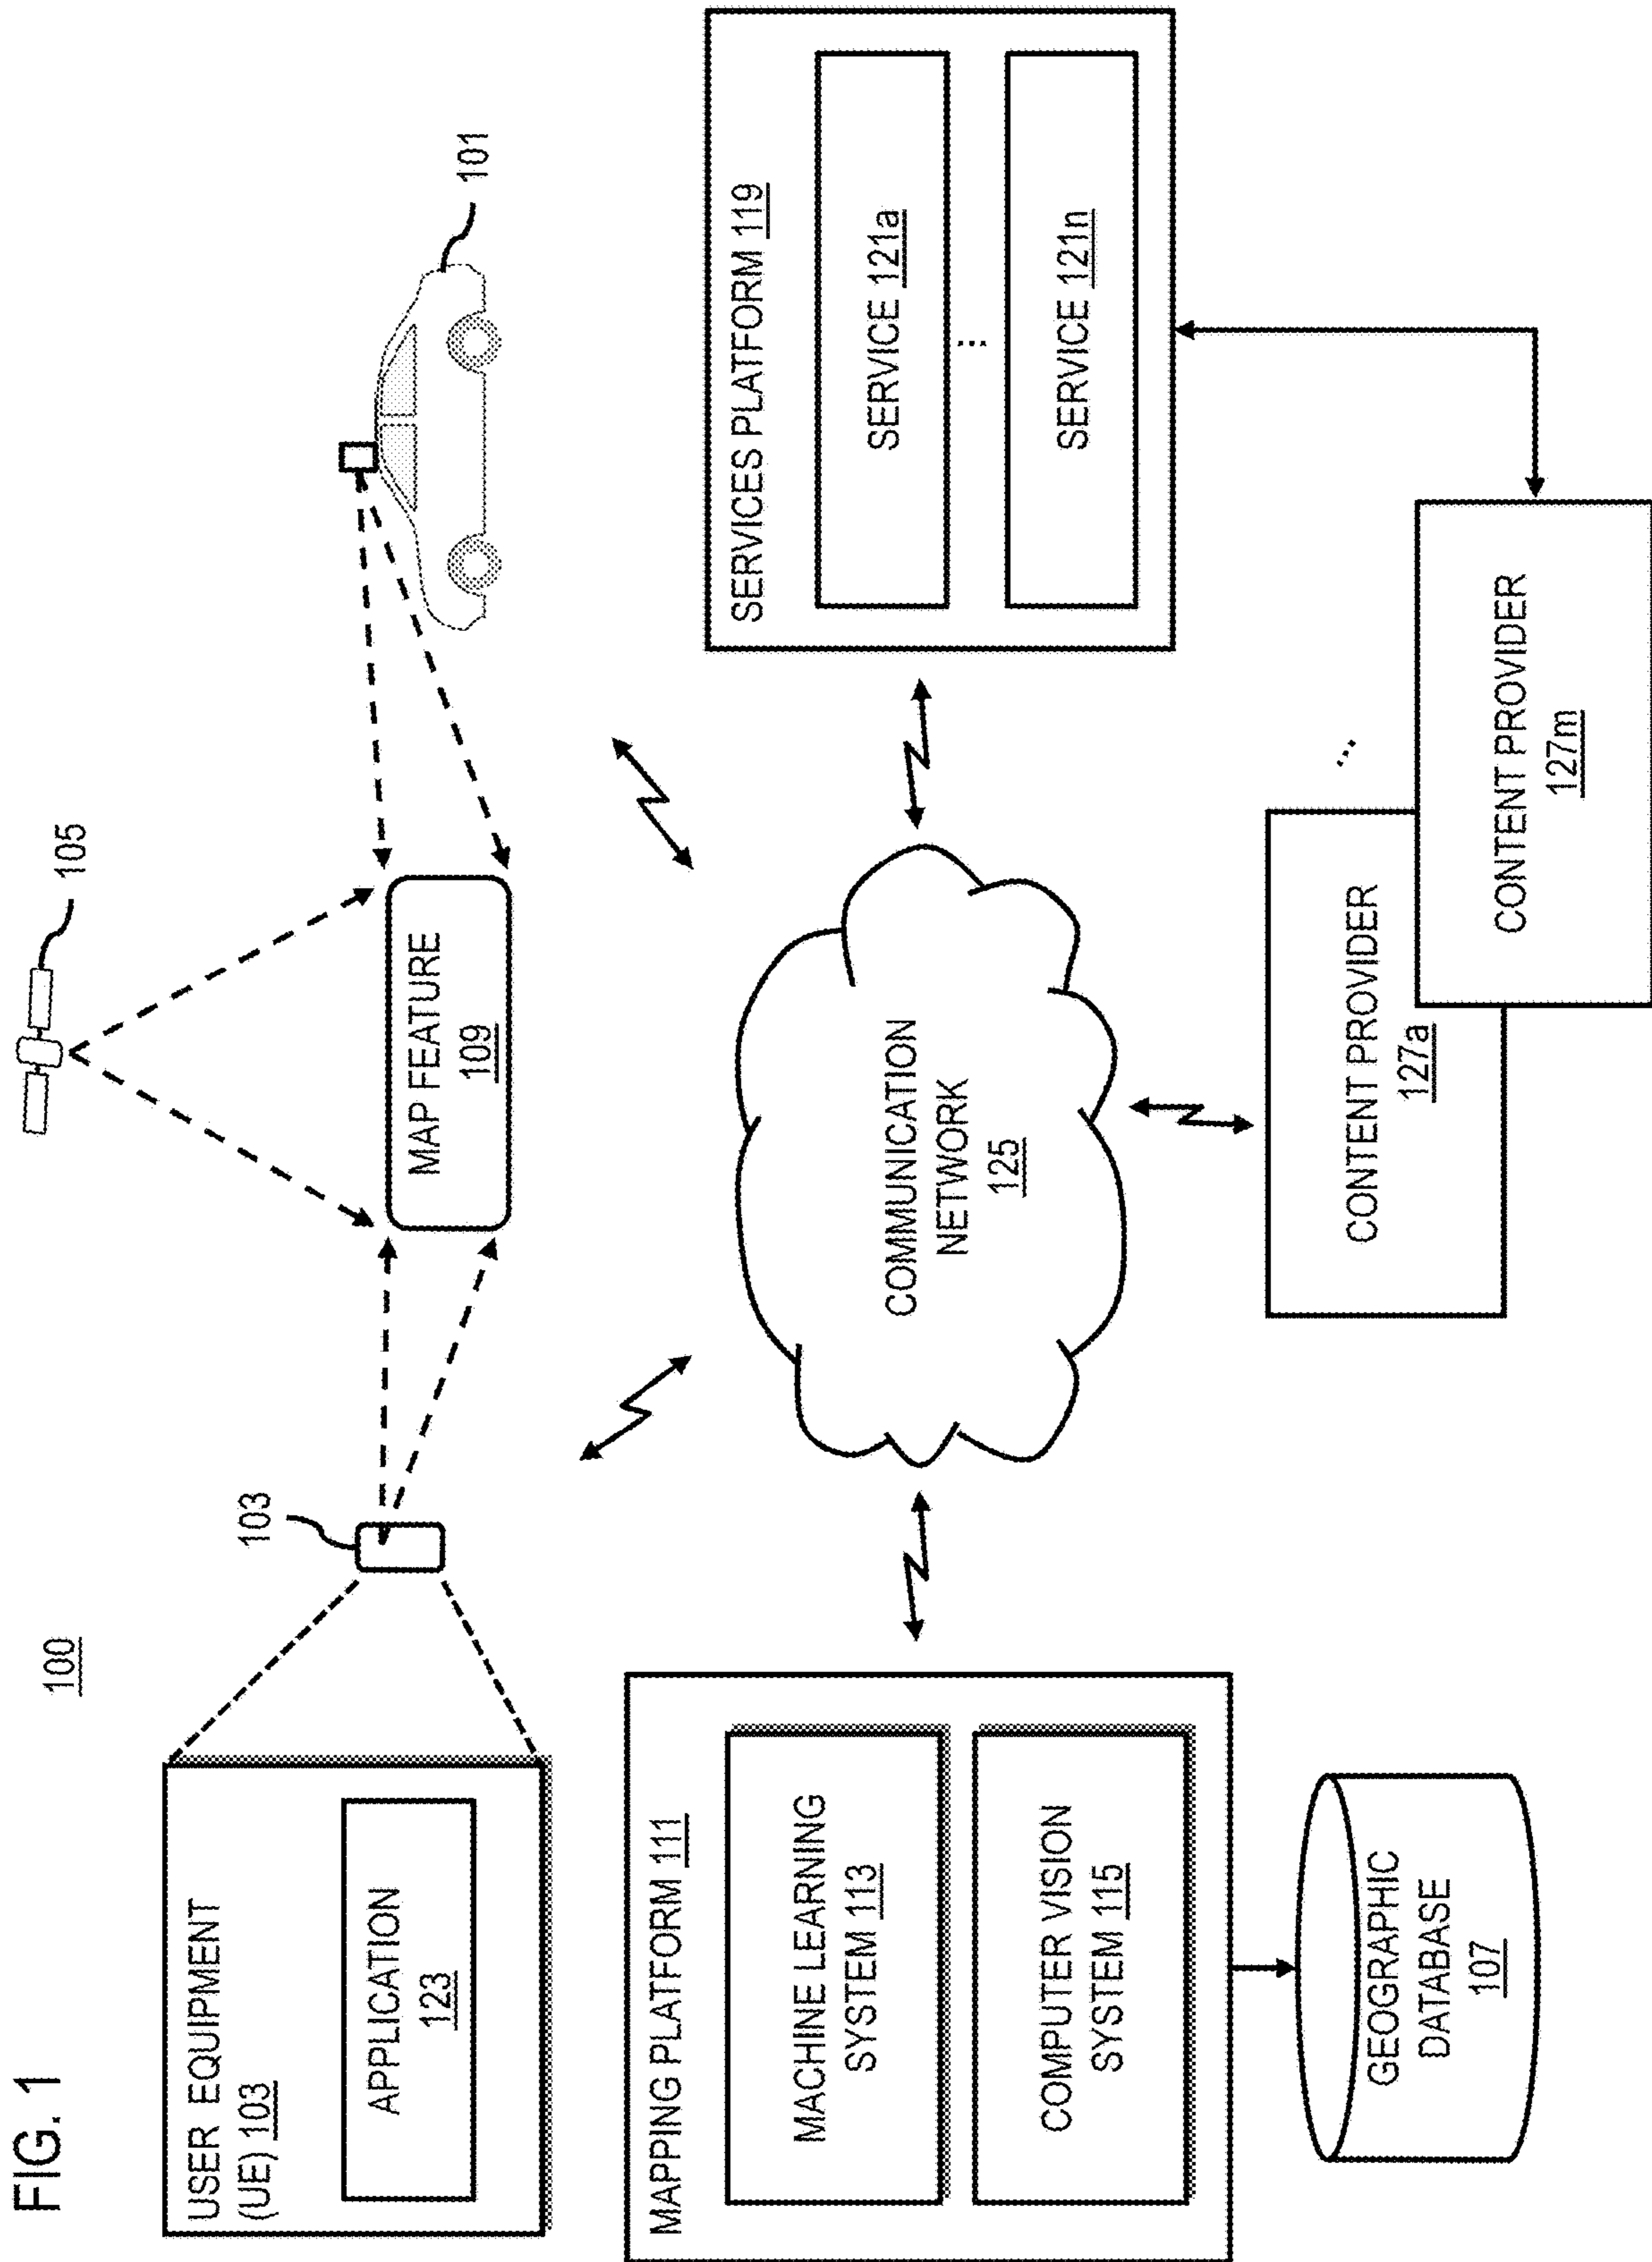 FIG. 1
100
USER EQUIPMENT
(UE) 103
APPLICATION
123
103
105
MAP FEATURE
109
101
MAPPING PLATFORM 111
MACHINE LEARNING
SYSTEM 113
COMPUTER VISION
SYSTEM 115
GEOGRAPHIC
DATABASE
107
COMMUNICATION
NETWORK
125
SERVICES PLATFORM 119
SERVICE 121a
...
SERVICE 121n
CONTENT PROVIDER
127a
...
CONTENT PROVIDER
127m